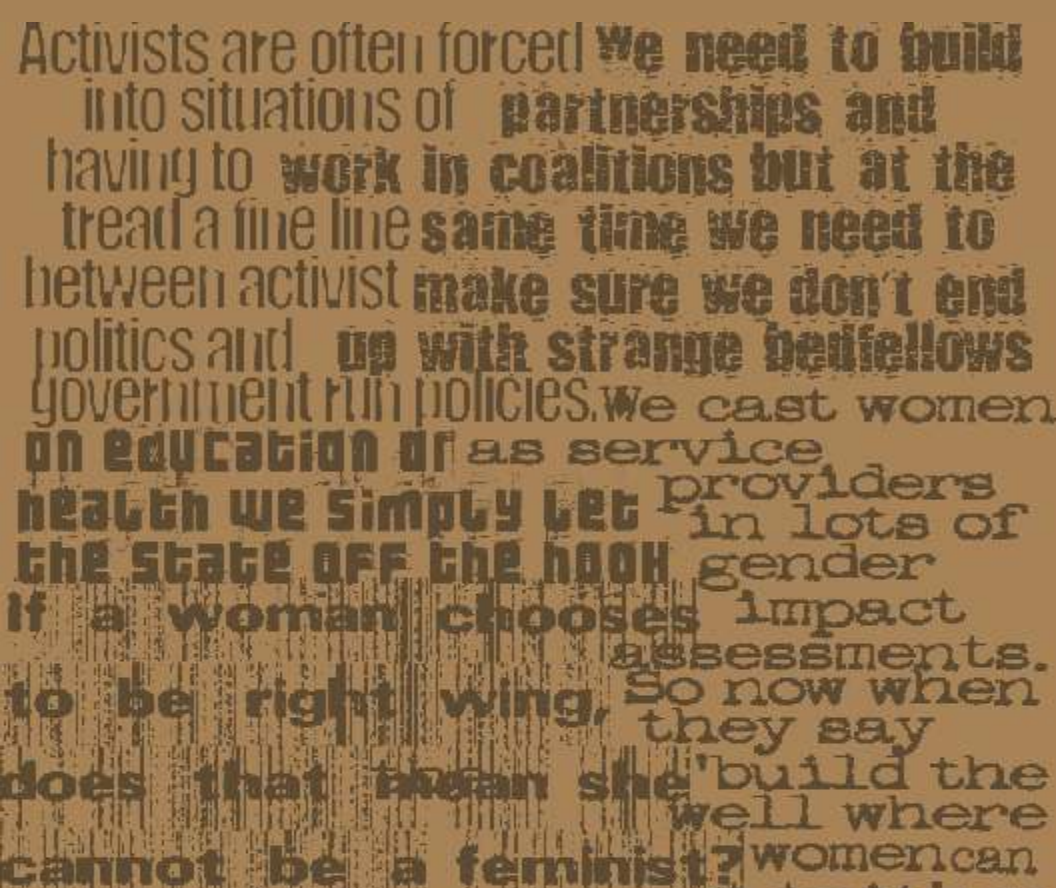 Activists are often forced
into situations of
having to
tread a fine line
between activist
politics and
government run policies.
We need to build
partnerships and
work in coalitions but at the
same time we need to
make sure we don't end
up with strange bedfellows
on education or
health we simply let
the state off the hook
We cast women
as service
providers
in lots of
gender
impact
assessments.
So now when
they say
'build the
well where
women can
If a woman chooses
to be right wing,
does that mean she
cannot be a feminist?